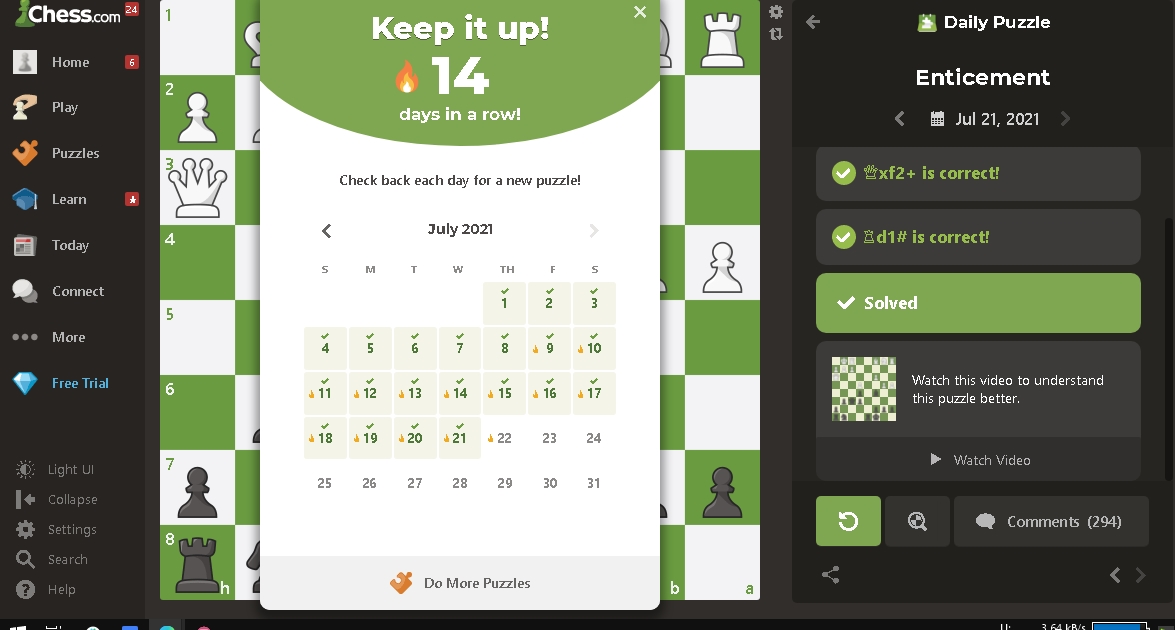 Chess.com
24
Home
6
Play
Puzzles
Learn
Today
Connect
More
Free Trial
Light UI
Collapse
Settings
Search
Help
1
2
3
4
5
6
7
8
h
b
a
Keep it up!
14
days in a row!
Check back each day for a new puzzle!
July 2021
S M T W TH F S
1 2 3
4 5 6 7 8 9 10
11 12 13 14 15 16 17
18 19 20 21 22 23 24
25 26 27 28 29 30 31
Do More Puzzles
Daily Puzzle
Enticement
Jul 21, 2021
♕xf2+ is correct!
♖d1# is correct!
Solved
Watch this video to understand
this puzzle better.
Watch Video
Comments (294)
U: 3.64 kB/s